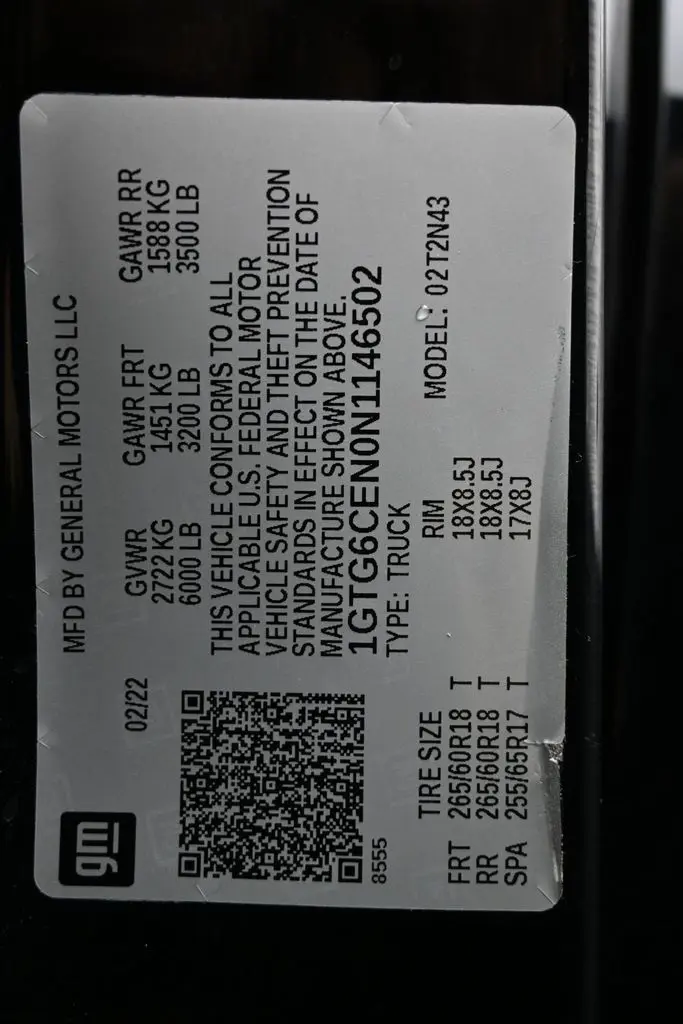 gm
MFD BY GENERAL MOTORS LLC
02/22
GVWR GAWR FRT GAWR RR
2722 KG 1451 KG 1588 KG
6000 LB 3200 LB 3500 LB
THIS VEHICLE CONFORMS TO ALL
APPLICABLE U.S. FEDERAL MOTOR
VEHICLE SAFETY AND THEFT PREVENTION
STANDARDS IN EFFECT ON THE DATE OF
MANUFACTURE SHOWN ABOVE.
1GTG6CEN0N1146502
8555
TYPE: TRUCK
MODEL: 02T2N43
TIRE SIZE RIM
FRT 265/60R18 T 18X8.5J
RR 265/60R18 T 18X8.5J
SPA 255/65R17 T 17X8J